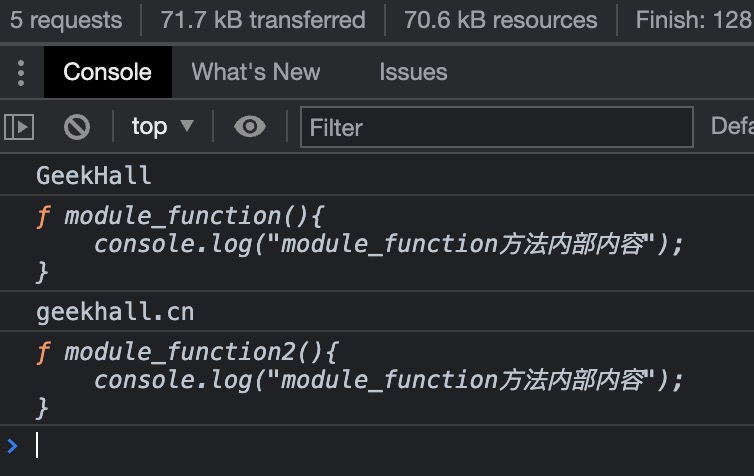 5 requests 71.7 kB transferred 70.6 kB resources Finish: 128
Console What's New Issues
top ▼ Filter Defa
GeekHall
ƒ module_function(){
console.log("module_function方法内部内容");
}
geekhall.cn
ƒ module_function2(){
console.log("module_function方法内部内容");
}
>